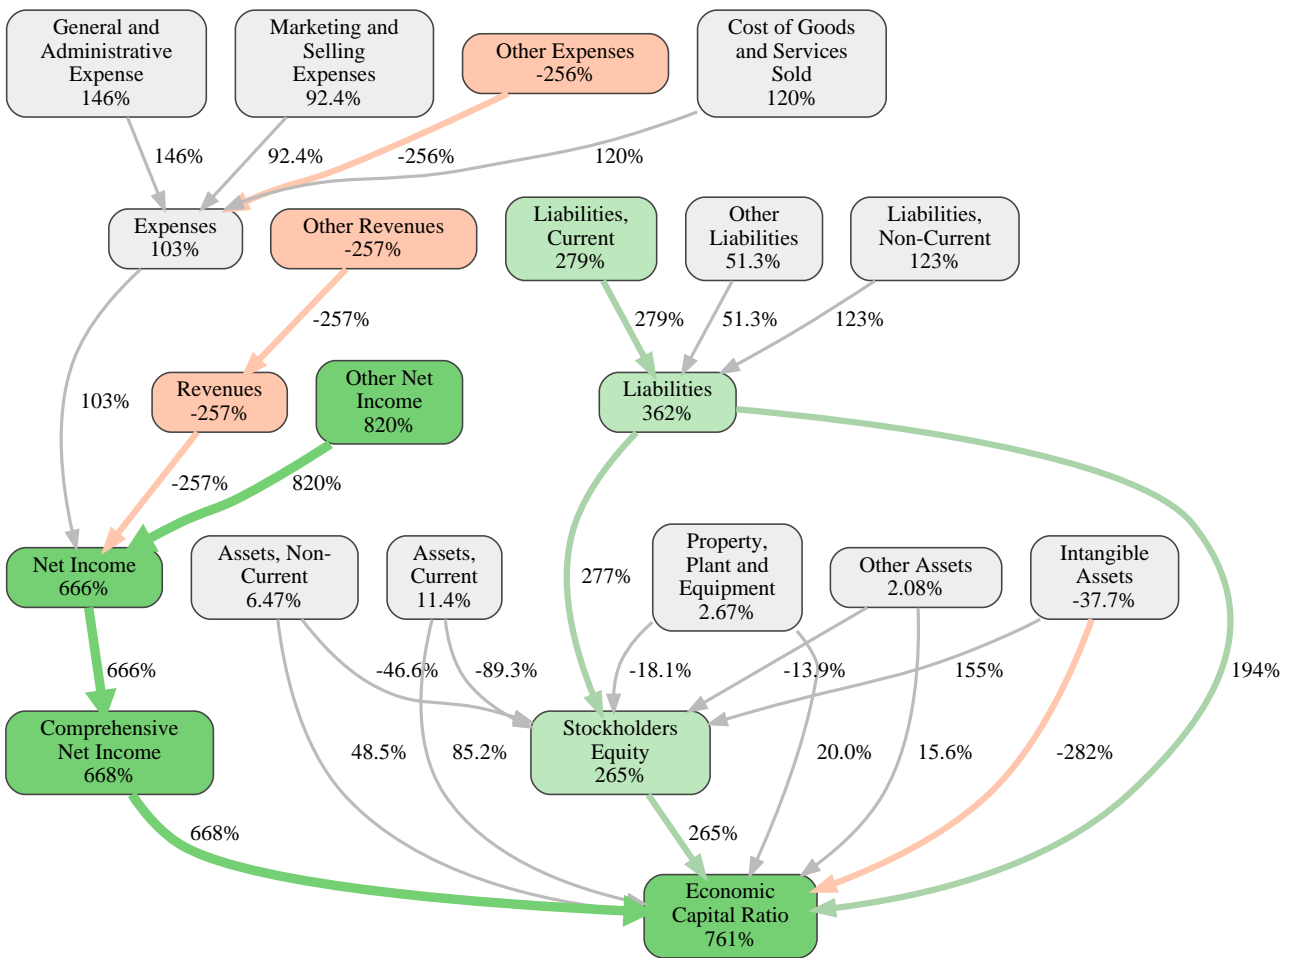 General and
Administrative
Expense
146%
Marketing and
Selling
Expenses
92.4%
Other Expenses
-256%
Cost of Goods
and Services
Sold
120%
146%
92.4%
-256%
120%
Expenses
103%
Other Revenues
-257%
Liabilities,
Current
279%
Other
Liabilities
51.3%
Liabilities,
Non-Current
123%
-257%
279%
51.3%
123%
Revenues
-257%
Other Net
Income
820%
Liabilities
362%
103%
-257%
820%
Net Income
666%
Assets, Non-
Current
6.47%
Assets,
Current
11.4%
277%
Property,
Plant and
Equipment
2.67%
Other Assets
2.08%
Intangible
Assets
-37.7%
666%
-46.6%
-89.3%
-18.1%
-13.9%
155%
194%
Comprehensive
Net Income
668%
48.5%
85.2%
Stockholders
Equity
265%
20.0%
15.6%
-282%
668%
265%
Economic
Capital Ratio
761%